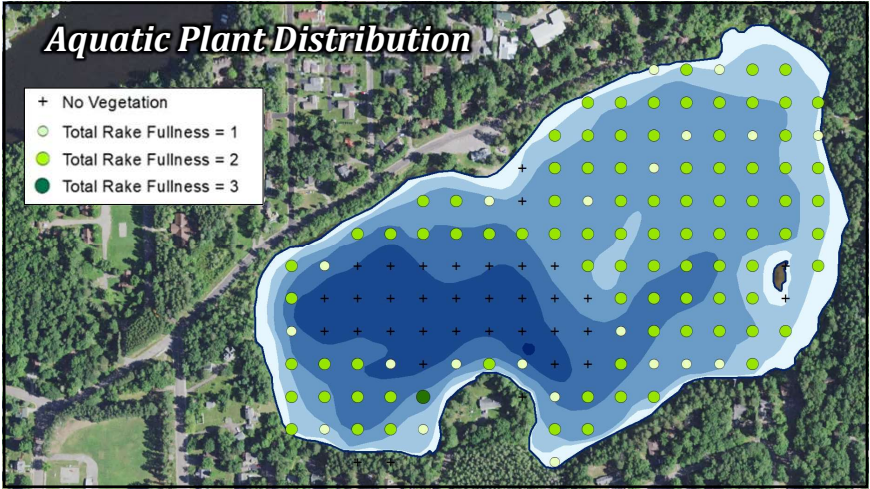 Aquatic Plant Distribution
No Vegetation
Total Rake Fullness = 1
Total Rake Fullness = 2
Total Rake Fullness = 3